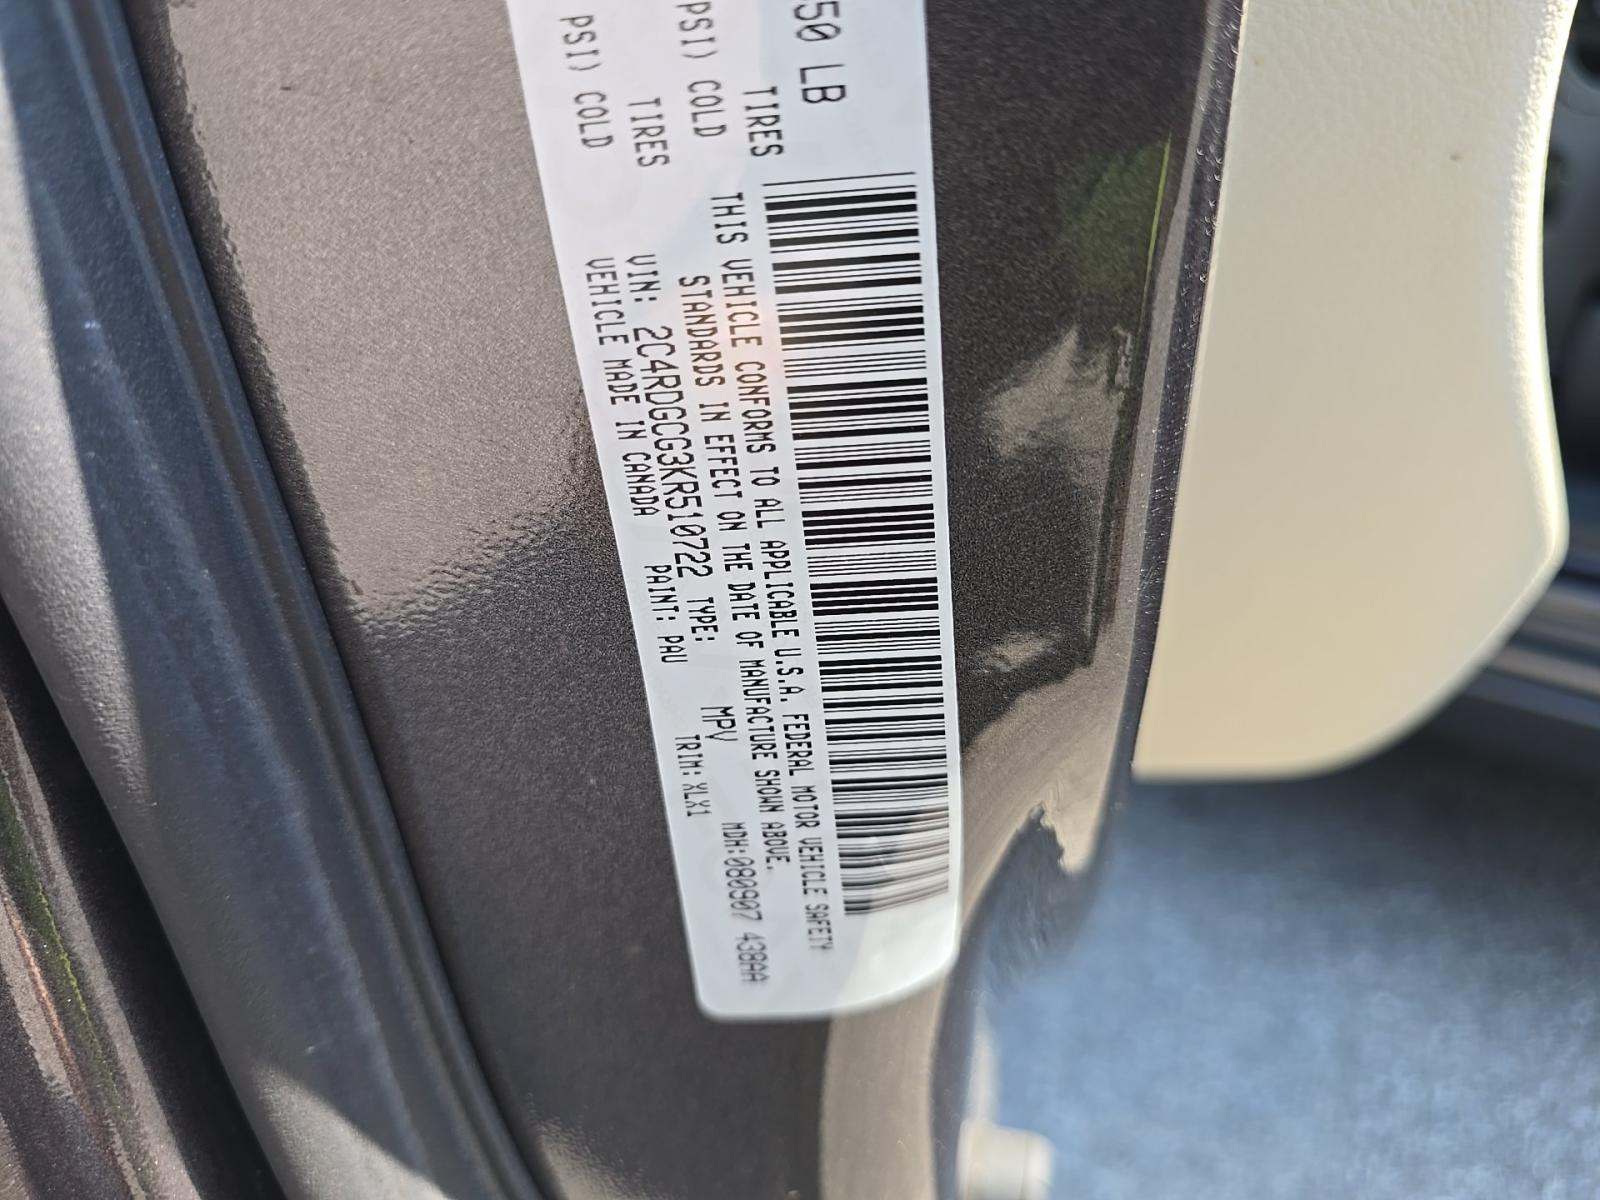 50 LB
TIRES
PSI) COLD
TIRES
PSI) COLD
THIS VEHICLE CONFORMS TO ALL APPLICABLE U.S.A. FEDERAL MOTOR VEHICLE SAFETY
STANDARDS IN EFFECT ON THE DATE OF MANUFACTURE SHOWN ABOVE.
VIN: 2C4RDGCG3KR510722 TYPE: MPV MDH:080907 438AA
VEHICLE MADE IN CANADA PAINT: PAU TRIM:XLX1